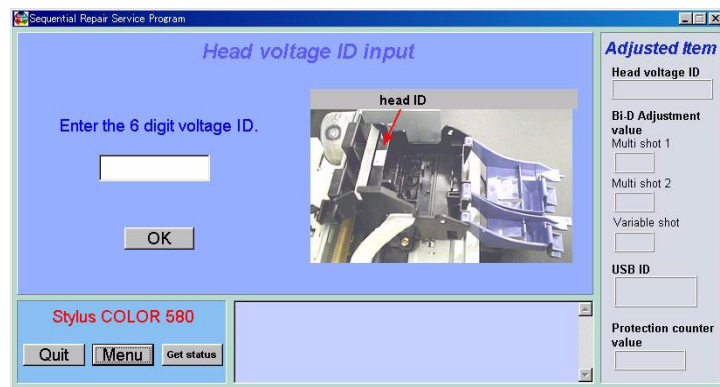 Sequential Repair Service Program
Head voltage ID input
head ID
Enter the 6 digit voltage ID.
OK
Stylus COLOR 580
Quit
Menu
Get status
Adjusted Item
Head voltage ID
Bi-D Adjustment
value
Multi shot 1
Multi shot 2
Variable shot
USB ID
Protection counter
value